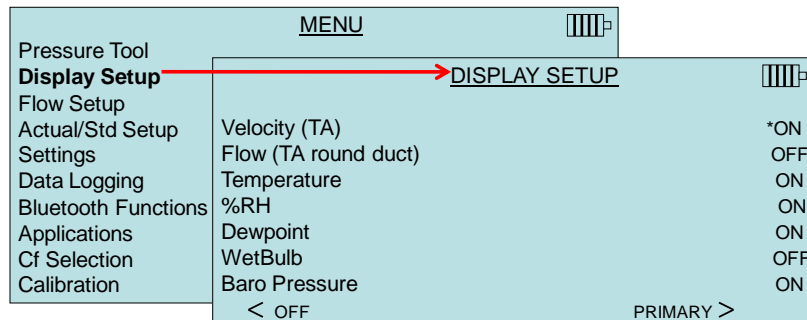 MENU
Pressure Tool
Display Setup
Flow Setup
Actual/Std Setup
Settings
Data Logging
Bluetooth Functions
Applications
Cf Selection
Calibration
DISPLAY SETUP
Velocity (TA) *ON
Flow (TA round duct) OFF
Temperature ON
%RH ON
Dewpoint ON
WetBulb OFF
Baro Pressure ON
< OFF PRIMARY >